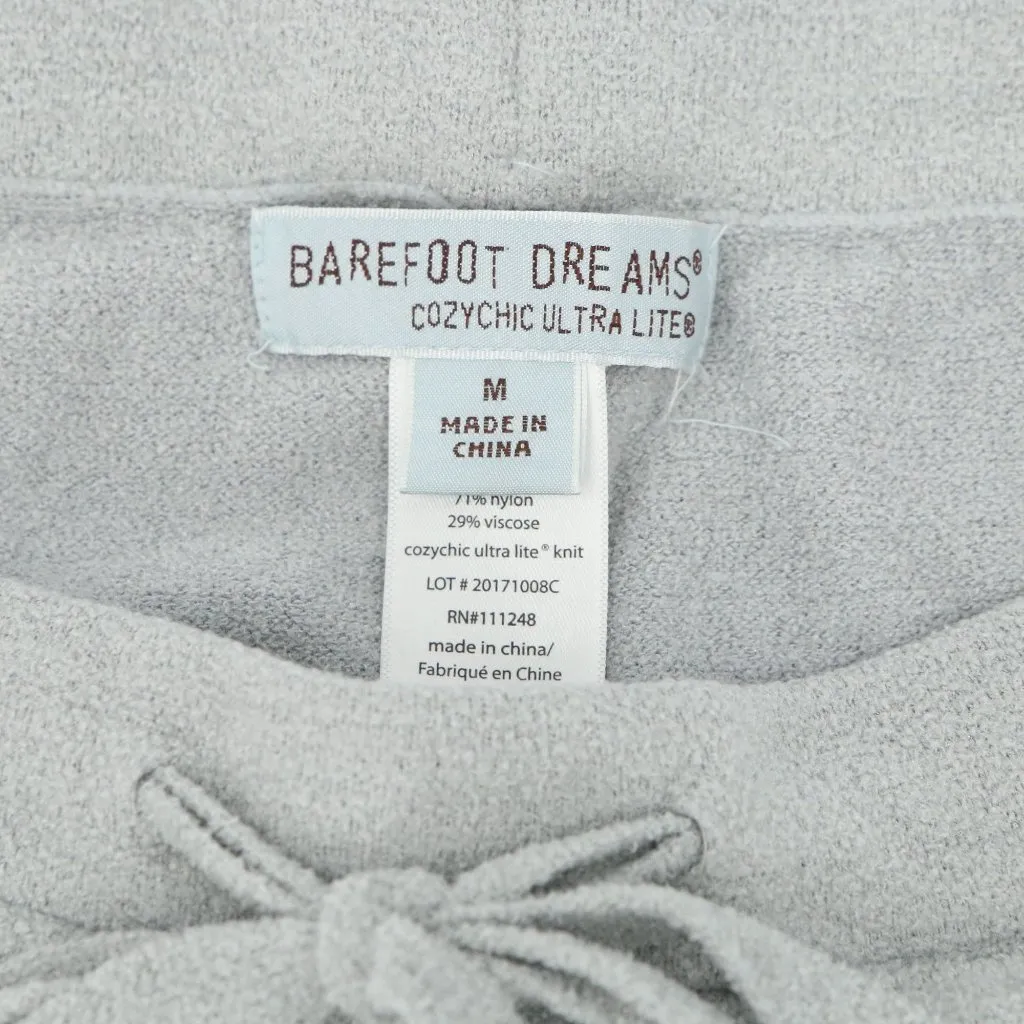 BAREFOOT DREAMS®
COZYCHIC ULTRA LITE®
M
MADE IN
CHINA
71% nylon
29% viscose
cozychic ultra lite® knit
LOT # 20171008C
RN#111248
made in china/
Fabriqué en Chine